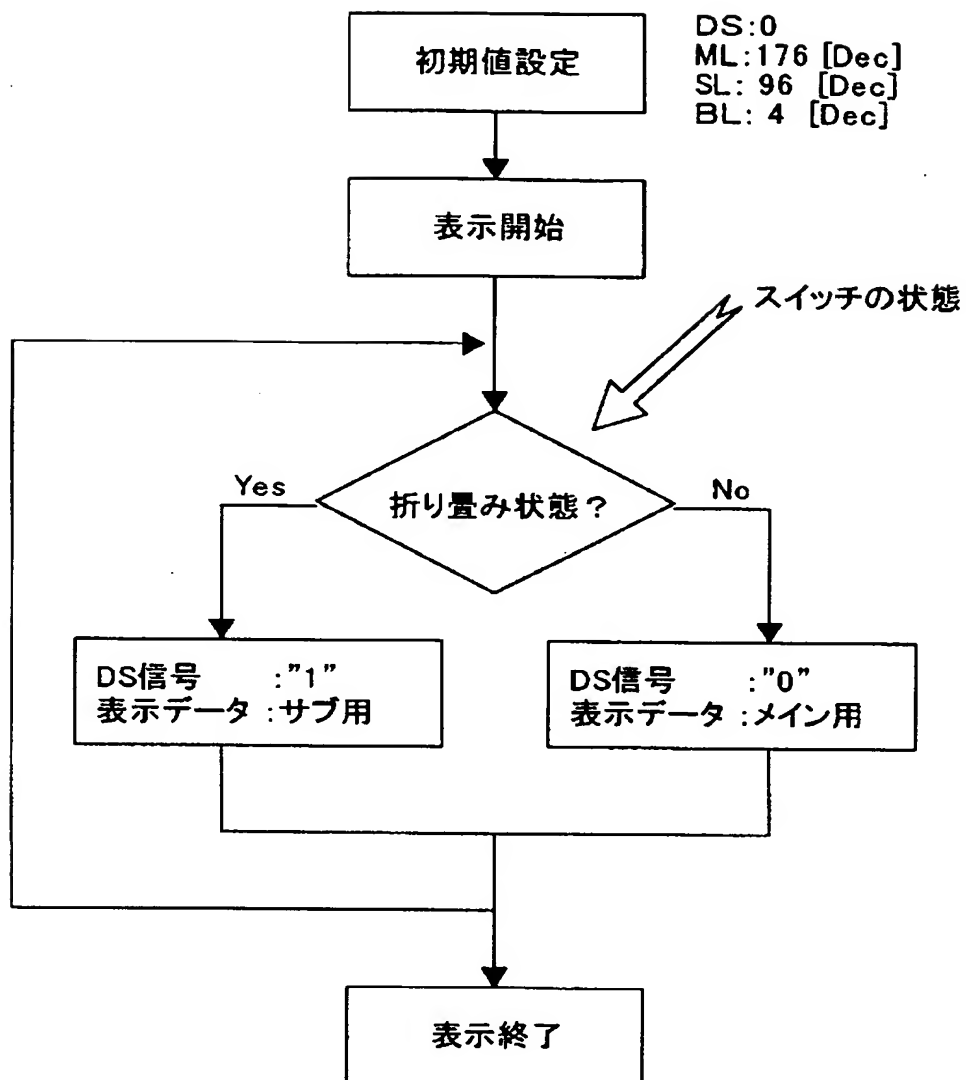 初期値設定
DS:0
ML:176 [Dec]
SL: 96 [Dec]
BL: 4 [Dec]
表示開始
スイッチの状態
Yes
折り畳み状態？
No
DS信号 :"1"
表示データ :サブ用
DS信号 :"0"
表示データ :メイン用
表示終了